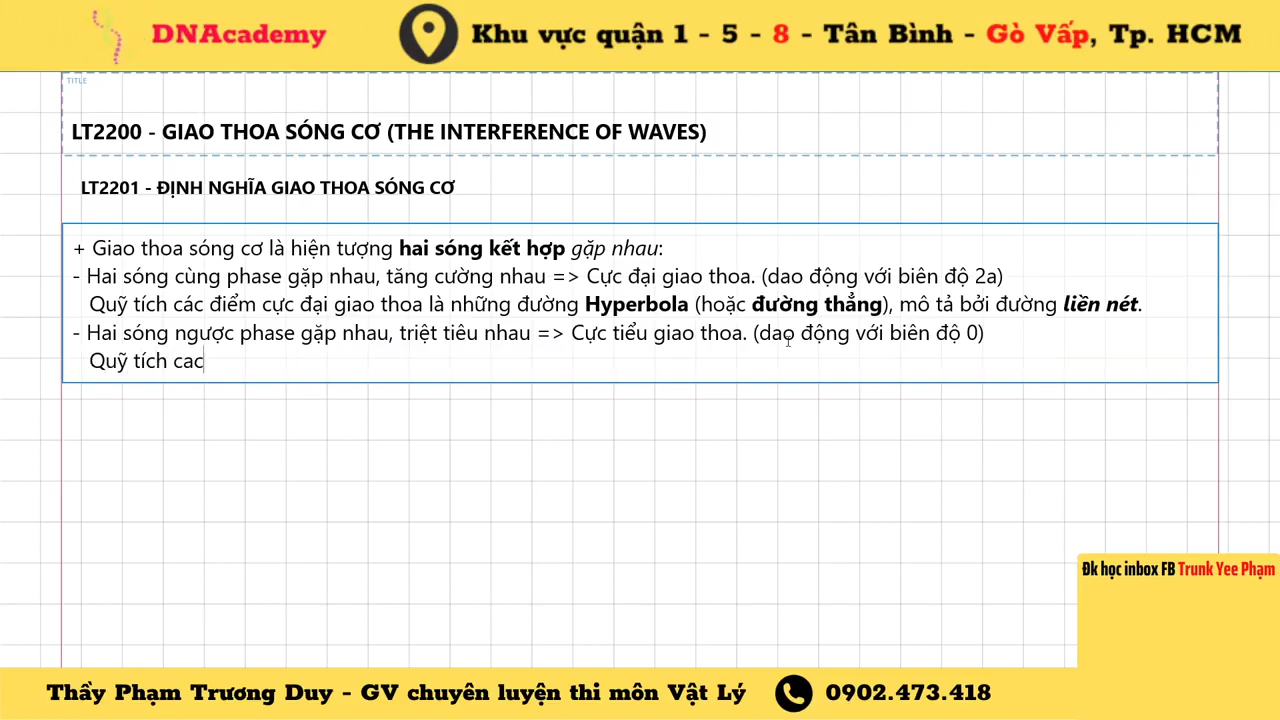 DNAcademy
Khu vực quận 1 - 5 - 8 - Tân Bình - Gò Vấp, Tp. HCM
TITLE
LT2200 - GIAO THOA SÓNG CƠ (THE INTERFERENCE OF WAVES)
LT2201 - ĐỊNH NGHĨA GIAO THOA SÓNG CƠ
+ Giao thoa sóng cơ là hiện tượng hai sóng kết hợp gặp nhau:
- Hai sóng cùng phase gặp nhau, tăng cường nhau => Cực đại giao thoa. (dao động với biên độ 2a)
Quỹ tích các điểm cực đại giao thoa là những đường Hyperbola (hoặc đường thẳng), mô tả bởi đường liền nét.
- Hai sóng ngược phase gặp nhau, triệt tiêu nhau => Cực tiểu giao thoa. (dao động với biên độ 0)
Quỹ tích cac
Đk học inbox FB Trunk Yee Phạm
Thầy Phạm Trương Duy - GV chuyên luyện thi môn Vật Lý
0902.473.418